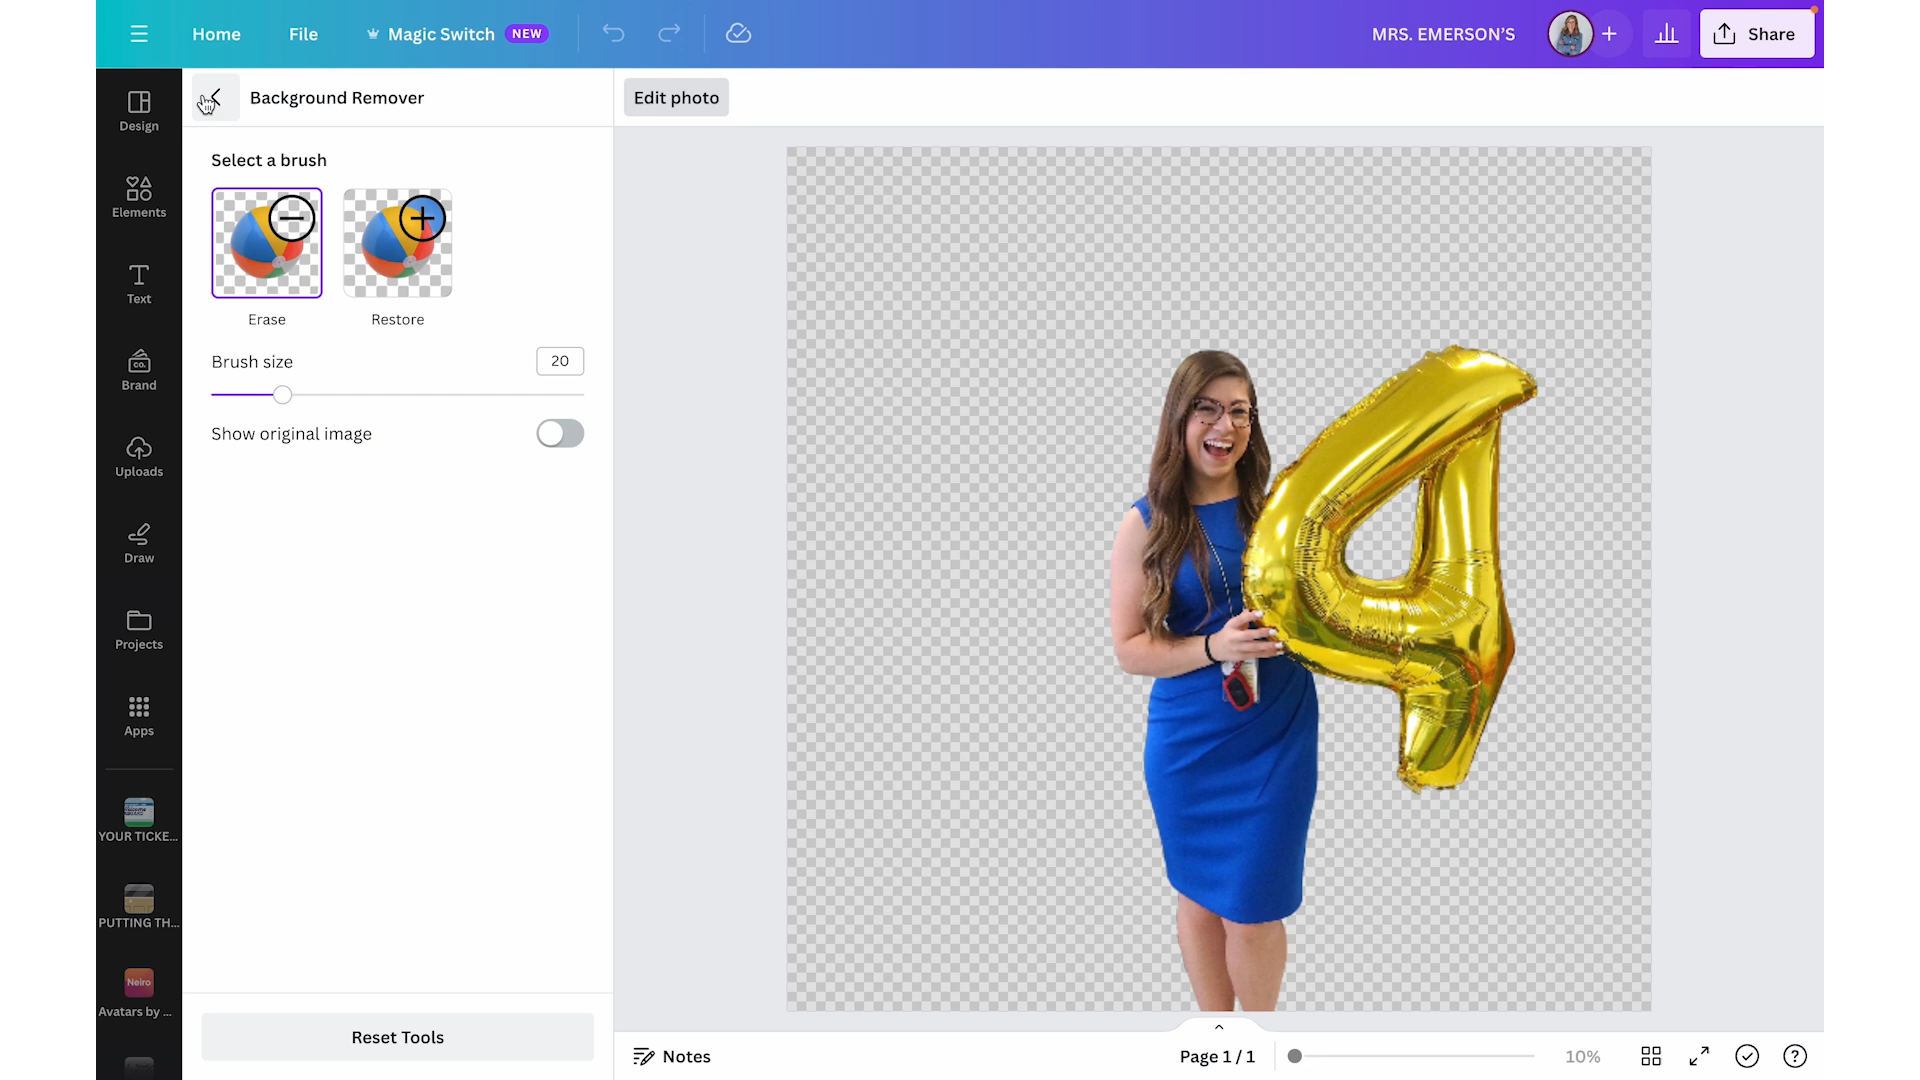 Home
File
Magic Switch
NEW
MRS. EMERSON’S
Share
Design
Elements
Text
CO.
Brand
Uploads
Draw
Projects
Apps
YOUR TICKE...
PUTTING TH...
Neiro
Avatars by ...
Background Remover
Select a brush
Erase
Restore
Brush size
20
Show original image
Reset Tools
Edit photo
Notes
Page 1 / 1
10%